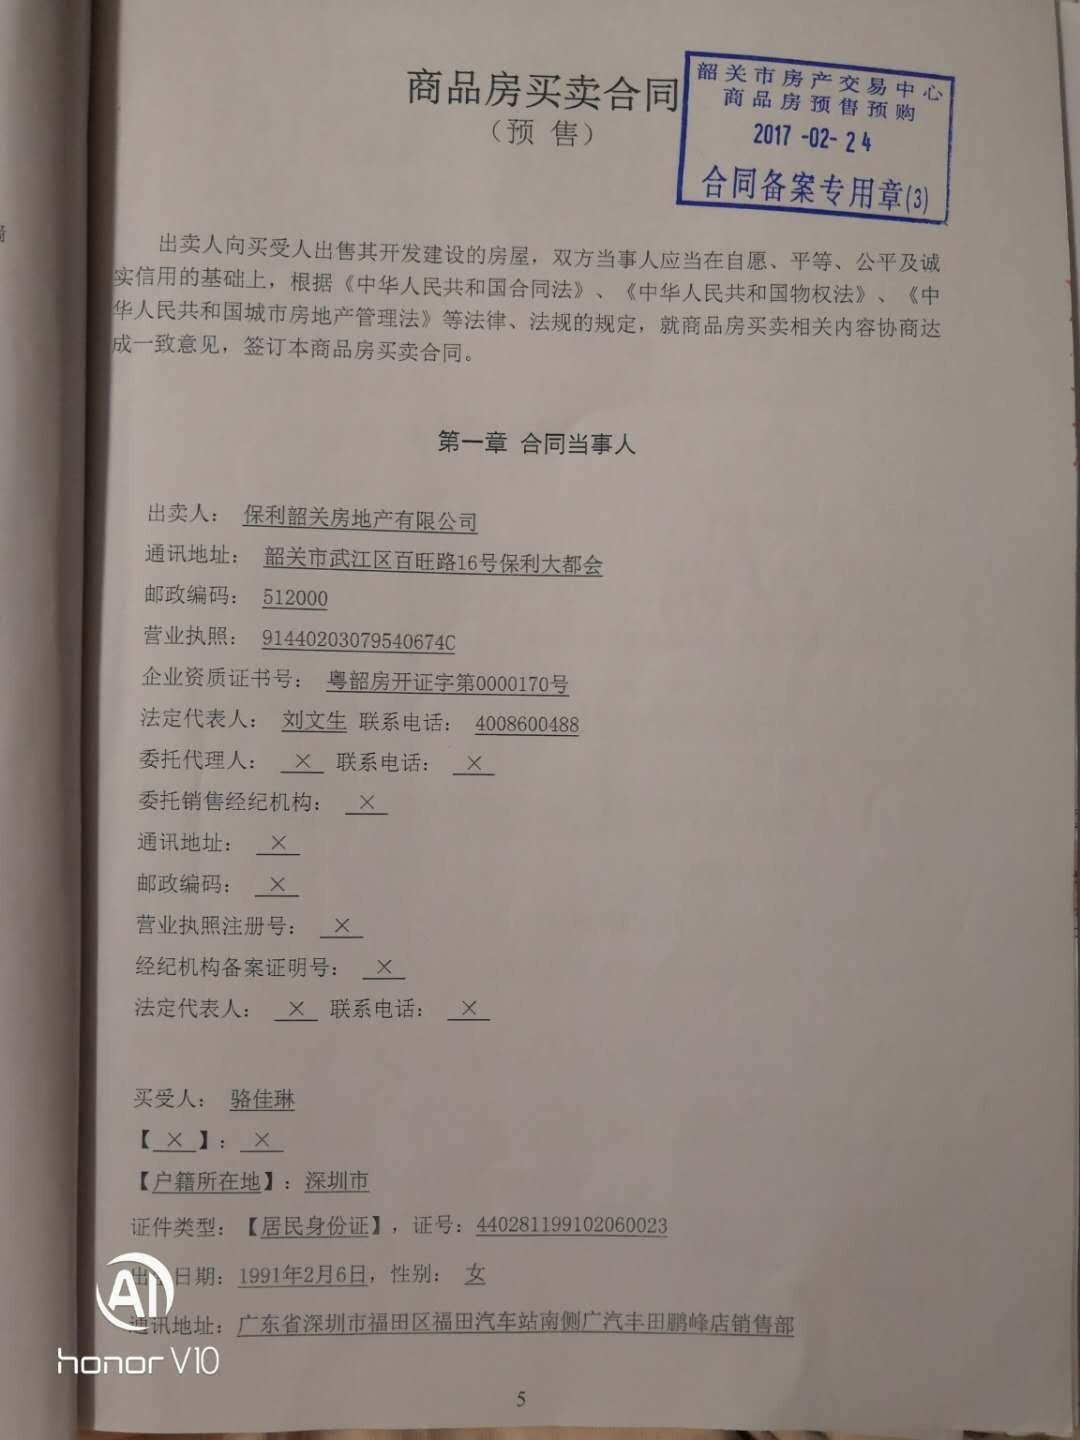 商品房买卖合同
（预 售）
韶关市房产交易中心
商品房预售预购
2017-02-24
合同备案专用章(3)
出卖人向买受人出售其开发建设的房屋，双方当事人应当在自愿、平等、公平及诚
实信用的基础上，根据《中华人民共和国合同法》、《中华人民共和国物权法》、《中
华人民共和国城市房地产管理法》等法律、法规的规定，就商品房买卖相关内容协商达
成一致意见，签订本商品房买卖合同。
第一章 合同当事人
出卖人： 保利韶关房地产有限公司
通讯地址： 韶关市武江区百旺路16号保利大都会
邮政编码： 512000
营业执照： 91440203079540674C
企业资质证书号： 粤韶房开证字第0000170号
法定代表人： 刘文生 联系电话： 4008600488
委托代理人： × 联系电话： ×
委托销售经纪机构： ×
通讯地址： ×
邮政编码： ×
营业执照注册号： ×
经纪机构备案证明号： ×
法定代表人： × 联系电话： ×
买受人： 骆佳琳
【 × 】： ×
【户籍所在地】：深圳市
证件类型：【居民身份证】，证号：440281199102060023
出生日期：1991年2月6日，性别： 女
通讯地址：广东省深圳市福田区福田汽车站南侧广汽丰田鹏峰店销售部
AI
honor V10
5